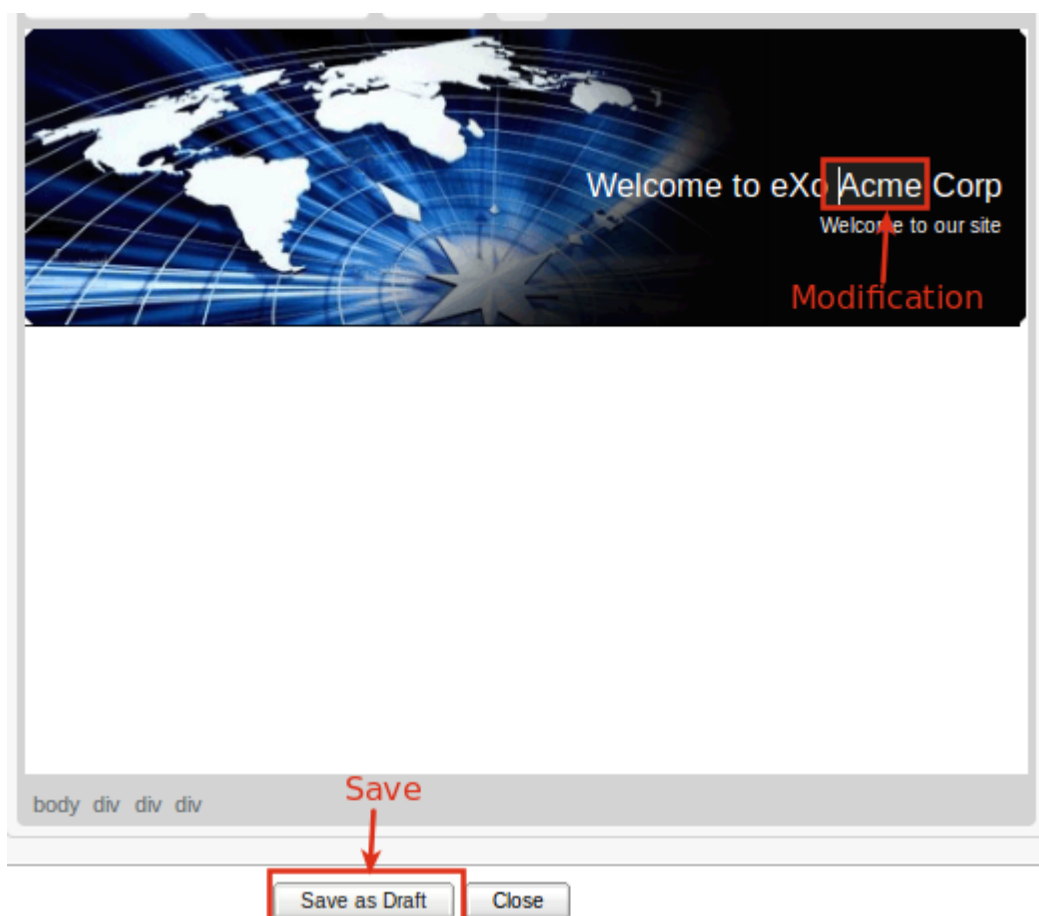 Welcome to eXo Acme Corp
Welcome to our site
Modification
Save
body div div div
Save as Draft Close